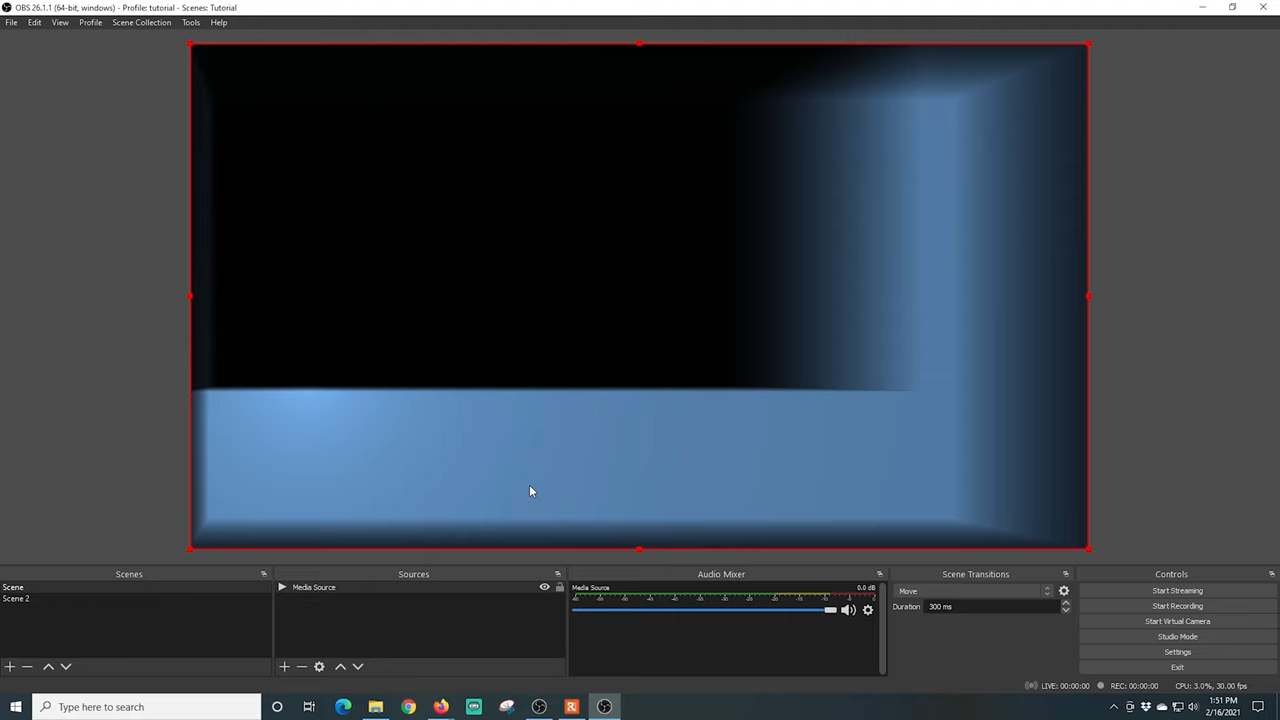 OBS 26.1.1 (64-bit, windows) - Profile: tutorial - Scenes: Tutorial
File Edit View Profile Scene Collection Tools Help
Scenes
Scene
Scene 2
Sources
Media Source
Audio Mixer
Media Source 0.0 dB
Scene Transitions
Move
Duration 300 ms
Controls
Start Streaming
Start Recording
Start Virtual Camera
Studio Mode
Settings
Exit
LIVE: 00:00:00 REC: 00:00:00 CPU: 3.0%, 30.00 fps
Type here to search
1:51 PM
2/16/2021